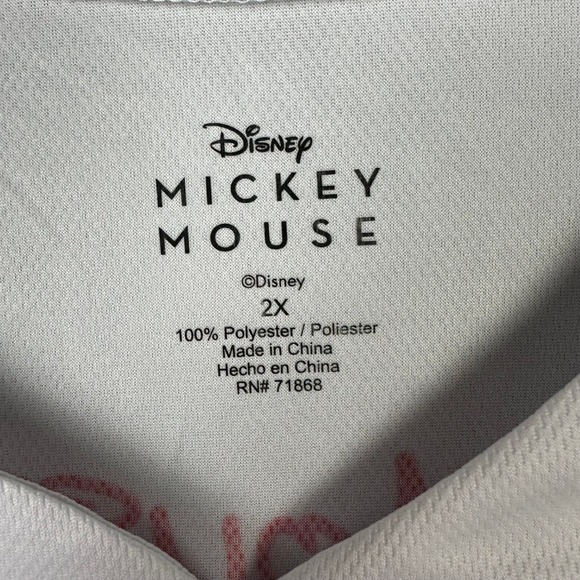 Disney
MICKEY
MOUSE
©Disney
2X
100% Polyester / Poliester
Made in China
Hecho en China
RN# 71868